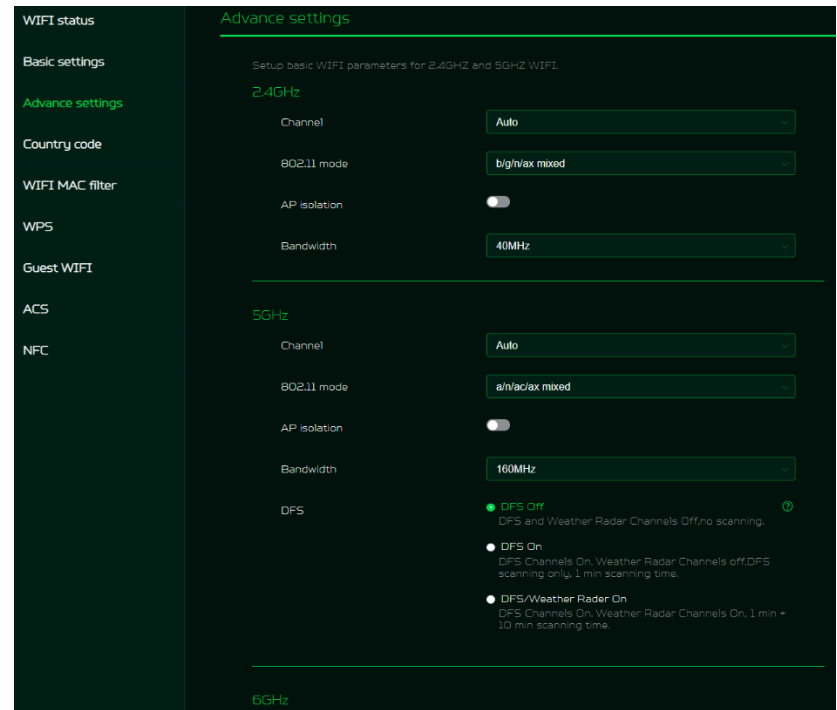 WIFI status
Basic settings
Advance settings
Country code
WIFI MAC filter
WPS
Guest WIFI
ACS
NFC
Advance settings
Setup basic WIFI parameters for 2.4GHZ and 5GHZ WIFI.
2.4GHz
Channel
Auto
802.11 mode
b/g/n/ax mixed
AP isolation
Bandwidth
40MHz
5GHz
Channel
Auto
802.11 mode
a/n/ac/ax mixed
AP isolation
Bandwidth
160MHz
DFS
DFS Off
DFS and Weather Radar Channels Off,no scanning.
DFS On
DFS Channels On. Weather Radar Channels off,DFS
scanning only, 1 min scanning time.
DFS/Weather Rader On
DFS Channels On. Weather Radar Channels On, 1 min +
10 min scanning time.
6GHz